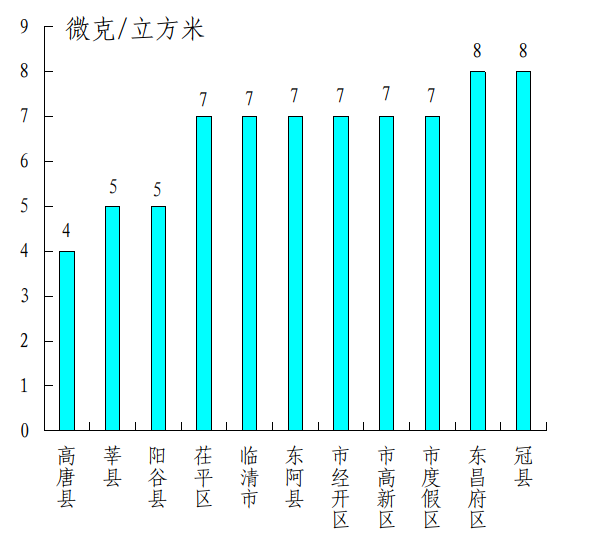 微克/立方米
9
8
7
6
5
4
3
2
1
0
4
5
5
7
7
7
7
7
7
8
8
高唐县
莘县
阳谷县
茌平区
临清市
东阿县
市经开区
市高新区
市度假区
东昌府区
冠县